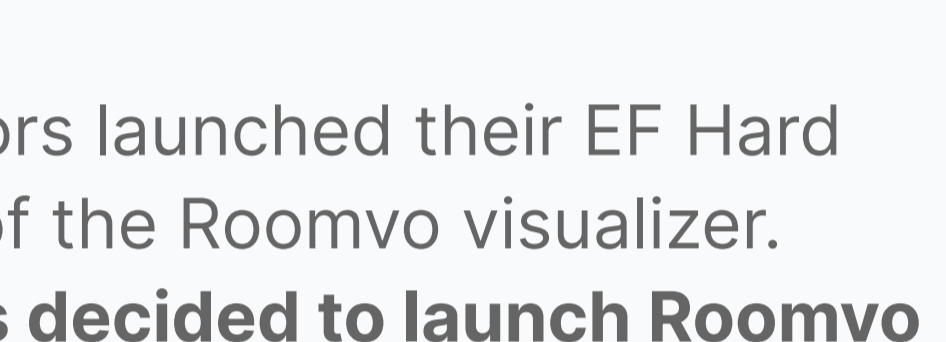 ors launched their EF Hard
of the Roomvo visualizer.
s decided to launch Roomvo